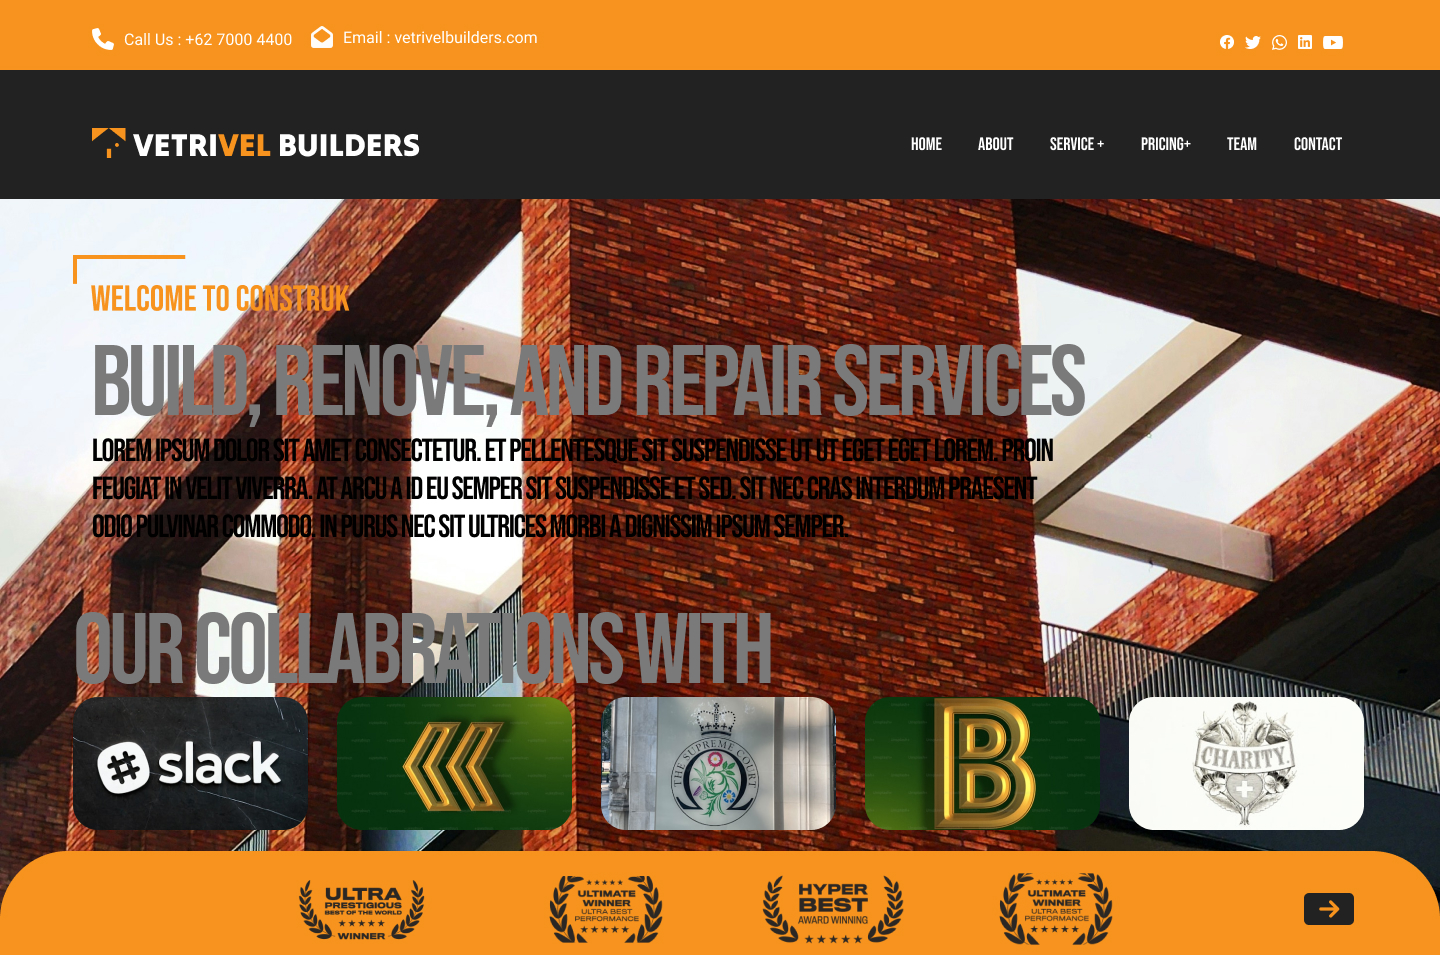 Call Us : +62 7000 4400
Email : vetrivelbuilders.com
VETRIVEL BUILDERS
HOME ABOUT SERVICE + PRICING+ TEAM CONTACT
WELCOME TO CONSTRUK
BUILD, RENOVE, AND REPAIR SERVICES
LOREM IPSUM DOLOR SIT AMET CONSECTETUR. ET PELLENTESQUE SIT SUSPENDISSE UT UT EGET EGET LOREM. PROIN
FEUGIAT IN VELIT VIVERRA. AT ARCU A ID EU SEMPER SIT SUSPENDISSE ET SED. SIT NEC CRAS INTERDUM PRAESENT
ODIO PULVINAR COMMODO. IN PURUS NEC SIT ULTRICES MORBI A DIGNISSIM IPSUM SEMPER.
OUR COLLABRATIONS WITH
slack
THE SUPREME COURT
B
CHARITY.
ULTRA
PRESTIGIOUS
BEST OF THE WORLD
WINNER
ULTIMATE
WINNER
ULTRA BEST
PERFORMANCE
HYPER
BEST
AWARD WINNING
ULTIMATE
WINNER
ULTRA BEST
PERFORMANCE